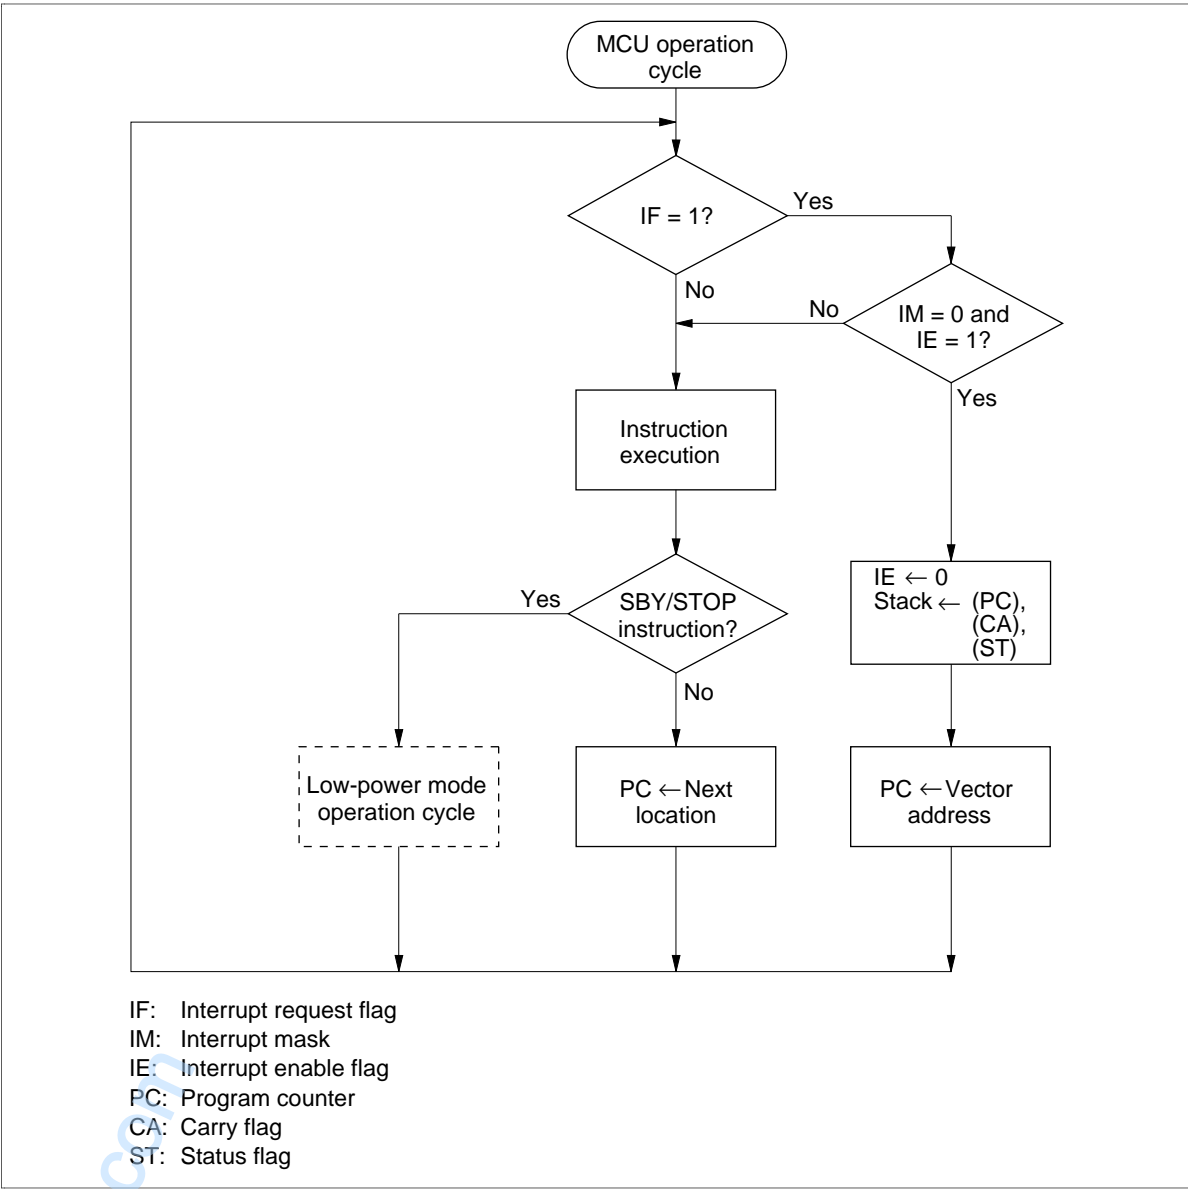 MCU operation
cycle
IF = 1?
Yes
No
No
IM = 0 and
IE = 1?
Yes
Instruction
execution
Yes
SBY/STOP
instruction?
No
IE ← 0
Stack ← (PC),
(CA),
(ST)
Low-power mode
operation cycle
PC ← Next
location
PC ← Vector
address
IF: Interrupt request flag
IM: Interrupt mask
IE: Interrupt enable flag
PC: Program counter
CA: Carry flag
ST: Status flag
com